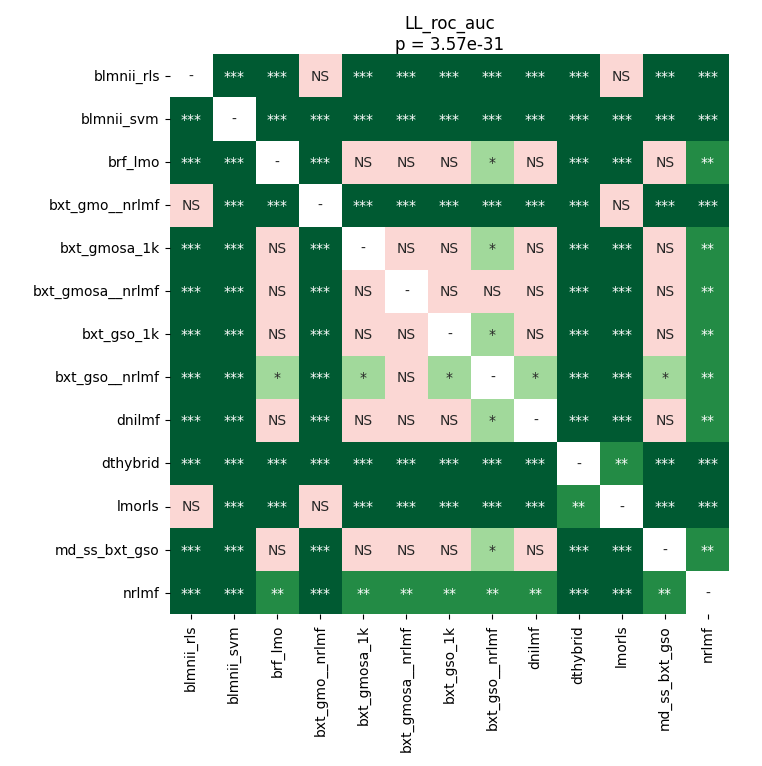 LL_roc_auc
p = 3.57e-31
blmnii_rls - *** *** NS *** *** *** *** *** *** NS *** ***
blmnii_svm *** - *** *** *** *** *** *** *** *** *** *** ***
brf_lmo *** *** - *** NS NS NS * NS *** *** NS **
bxt_gmo__nrlmf NS *** *** - *** *** *** *** *** *** NS *** ***
bxt_gmosa_1k *** *** NS *** - NS NS * NS *** *** NS **
bxt_gmosa__nrlmf *** *** NS *** NS - NS NS NS *** *** NS **
bxt_gso_1k *** *** NS *** NS NS - * NS *** *** NS **
bxt_gso__nrlmf *** *** * *** * NS * - * *** *** * **
dnilmf *** *** NS *** NS NS NS * - *** *** NS **
dthybrid *** *** *** *** *** *** *** *** *** - ** *** ***
lmorls NS *** *** NS *** *** *** *** *** ** - *** ***
md_ss_bxt_gso *** *** NS *** NS NS NS * NS *** *** - **
nrlmf *** *** ** *** ** ** ** ** ** *** *** ** -
blmnii_rls
blmnii_svm
brf_lmo
bxt_gmo__nrlmf
bxt_gmosa_1k
bxt_gmosa__nrlmf
bxt_gso_1k
bxt_gso__nrlmf
dnilmf
dthybrid
lmorls
md_ss_bxt_gso
nrlmf